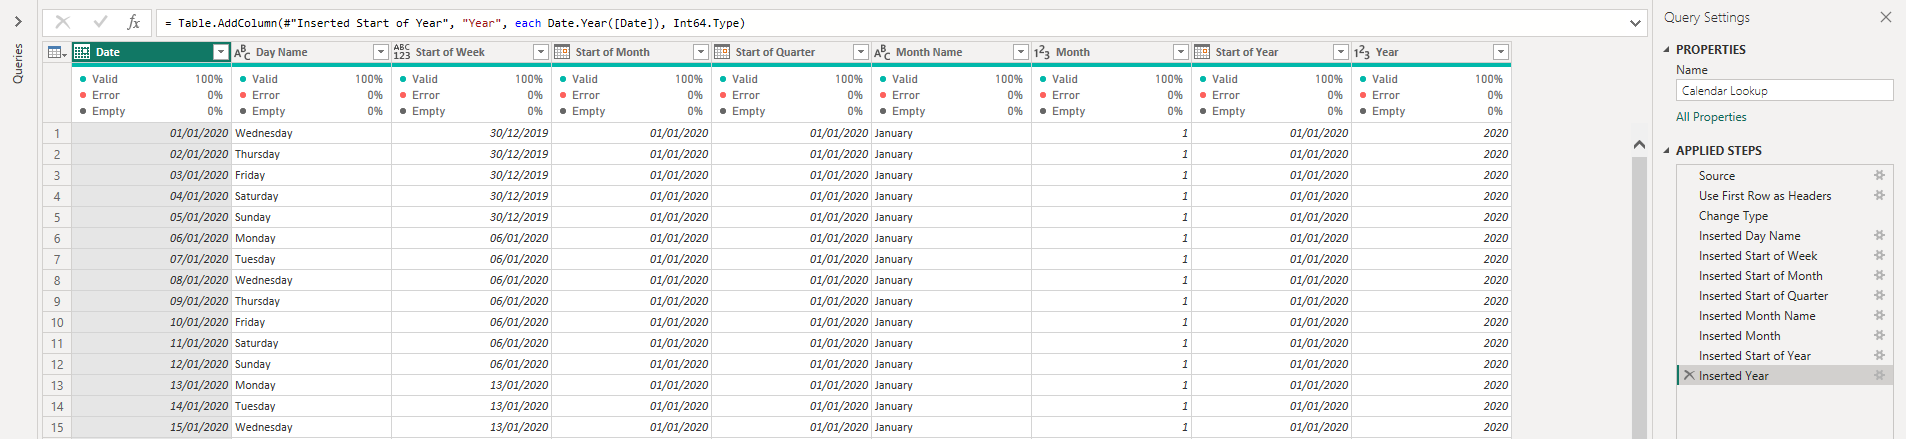 = Table.AddColumn(#"Inserted Start of Year", "Year", each Date.Year([Date]), Int64.Type)
Queries
Date ABC Day Name ABC 123 Start of Week Start of Month Start of Quarter ABC Month Name 123 Month Start of Year 123 Year
Valid 100% Valid 100% Valid 100% Valid 100% Valid 100% Valid 100% Valid 100% Valid 100% Valid 100%
Error 0% Error 0% Error 0% Error 0% Error 0% Error 0% Error 0% Error 0% Error 0%
Empty 0% Empty 0% Empty 0% Empty 0% Empty 0% Empty 0% Empty 0% Empty 0% Empty 0%
1 01/01/2020 Wednesday 30/12/2019 01/01/2020 01/01/2020 January 1 01/01/2020 2020
2 02/01/2020 Thursday 30/12/2019 01/01/2020 01/01/2020 January 1 01/01/2020 2020
3 03/01/2020 Friday 30/12/2019 01/01/2020 01/01/2020 January 1 01/01/2020 2020
4 04/01/2020 Saturday 30/12/2019 01/01/2020 01/01/2020 January 1 01/01/2020 2020
5 05/01/2020 Sunday 30/12/2019 01/01/2020 01/01/2020 January 1 01/01/2020 2020
6 06/01/2020 Monday 06/01/2020 01/01/2020 01/01/2020 January 1 01/01/2020 2020
7 07/01/2020 Tuesday 06/01/2020 01/01/2020 01/01/2020 January 1 01/01/2020 2020
8 08/01/2020 Wednesday 06/01/2020 01/01/2020 01/01/2020 January 1 01/01/2020 2020
9 09/01/2020 Thursday 06/01/2020 01/01/2020 01/01/2020 January 1 01/01/2020 2020
10 10/01/2020 Friday 06/01/2020 01/01/2020 01/01/2020 January 1 01/01/2020 2020
11 11/01/2020 Saturday 06/01/2020 01/01/2020 01/01/2020 January 1 01/01/2020 2020
12 12/01/2020 Sunday 06/01/2020 01/01/2020 01/01/2020 January 1 01/01/2020 2020
13 13/01/2020 Monday 13/01/2020 01/01/2020 01/01/2020 January 1 01/01/2020 2020
14 14/01/2020 Tuesday 13/01/2020 01/01/2020 01/01/2020 January 1 01/01/2020 2020
15 15/01/2020 Wednesday 13/01/2020 01/01/2020 01/01/2020 January 1 01/01/2020 2020
Query Settings
PROPERTIES
Name
Calendar Lookup
All Properties
APPLIED STEPS
Source
Use First Row as Headers
Change Type
Inserted Day Name
Inserted Start of Week
Inserted Start of Month
Inserted Start of Quarter
Inserted Month Name
Inserted Month
Inserted Start of Year
Inserted Year